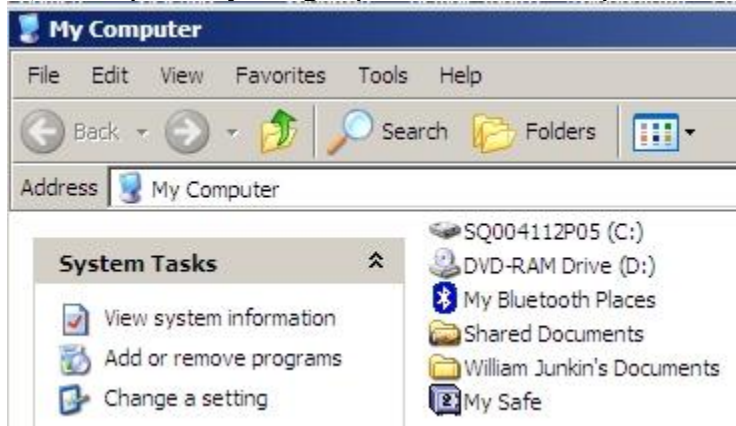 My Computer
File Edit View Favorites Tools Help
Back Search Folders
Address My Computer
System Tasks
View system information
Add or remove programs
Change a setting
SQ004112P05 (C:)
DVD-RAM Drive (D:)
My Bluetooth Places
Shared Documents
William Junkin's Documents
My Safe